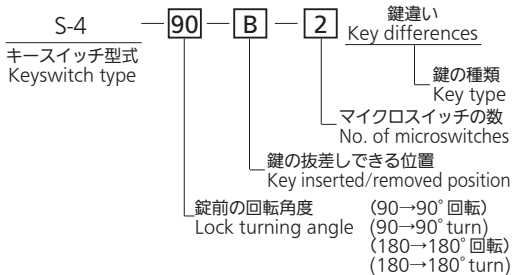 S-4 ー 90 ー B ー 2 鍵違い
Key differences
キースイッチ型式
Keyswitch type
鍵の種類
Key type
マイクロスイッチの数
No. of microswitches
鍵の抜差しできる位置
Key inserted/removed position
錠前の回転角度 (90→90°回転)
Lock turning angle (90→90°turn)
(180→180°回転)
(180→180°turn)